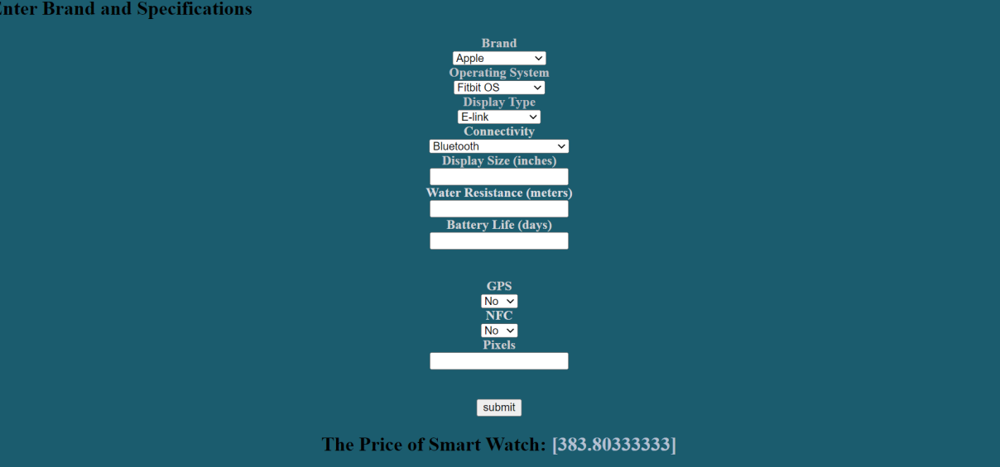 Enter Brand and Specifications
Brand
Apple
Operating System
Fitbit OS
Display Type
E-link
Connectivity
Bluetooth
Display Size (inches)
Water Resistance (meters)
Battery Life (days)
GPS
No
NFC
No
Pixels
submit
The Price of Smart Watch: [383.80333333]